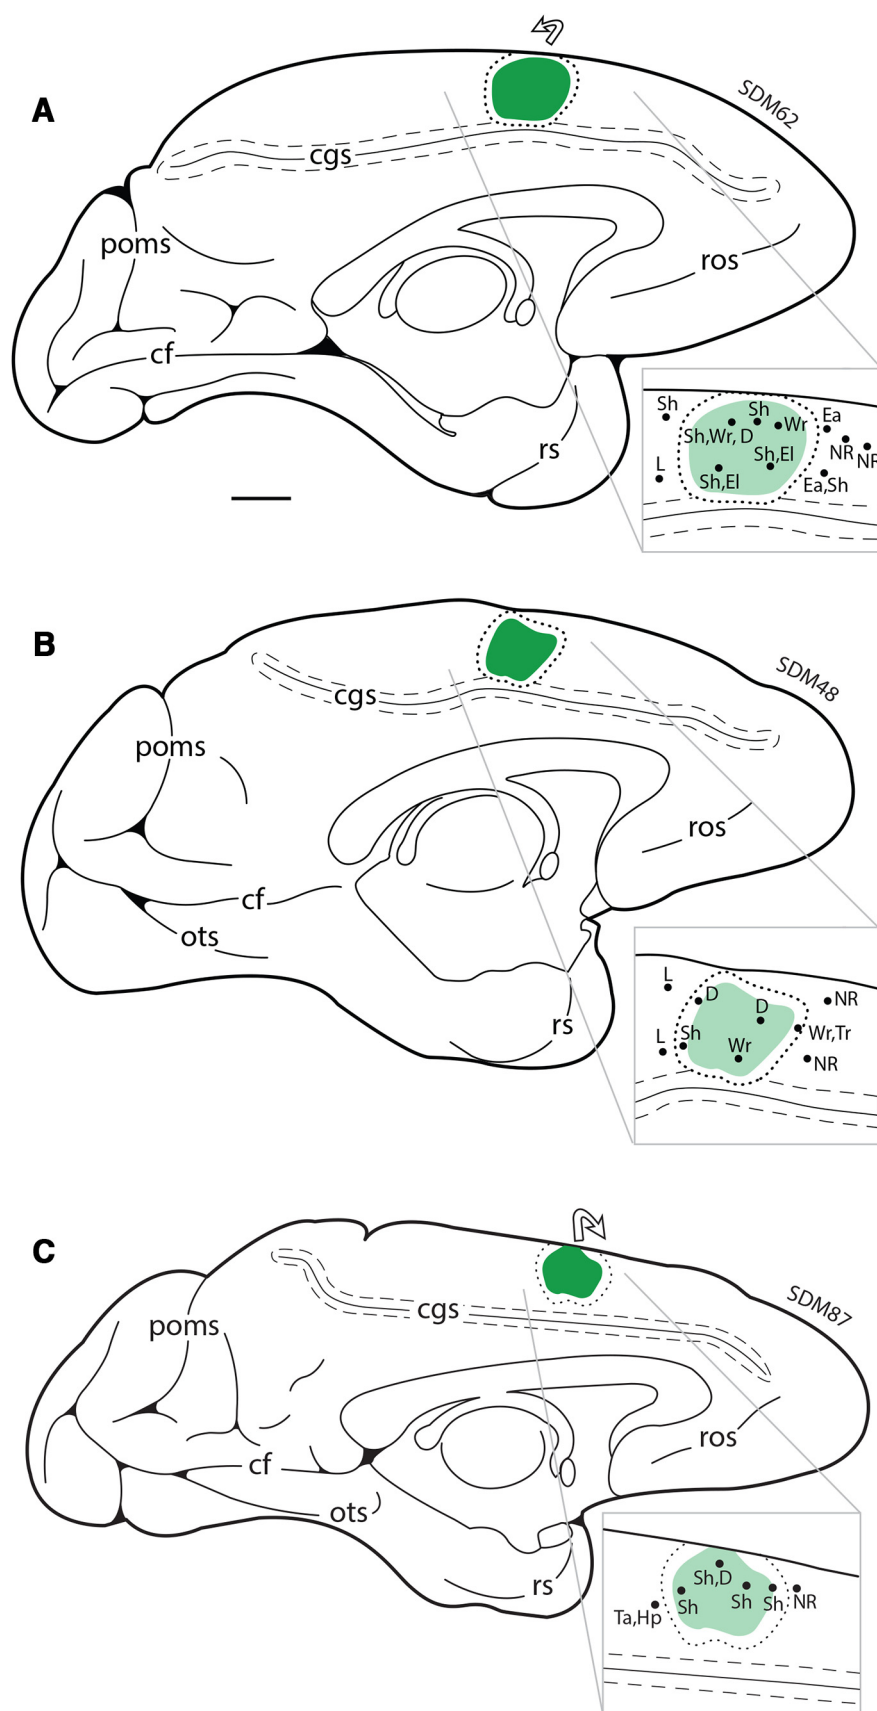 A
SDM62
cgs
poms
ros
cf
rs
Sh
Sh
Wr
Ea
Sh,Wr, D
NR
NR
L
Sh,El
Sh,El
Ea,Sh
B
SDM48
cgs
poms
ros
cf
ots
rs
L
D
D
NR
L
Sh
Wr
Wr,Tr
NR
C
SDM87
cgs
poms
ros
cf
ots
rs
Sh,D
Ta,Hp
Sh
Sh
Sh
NR